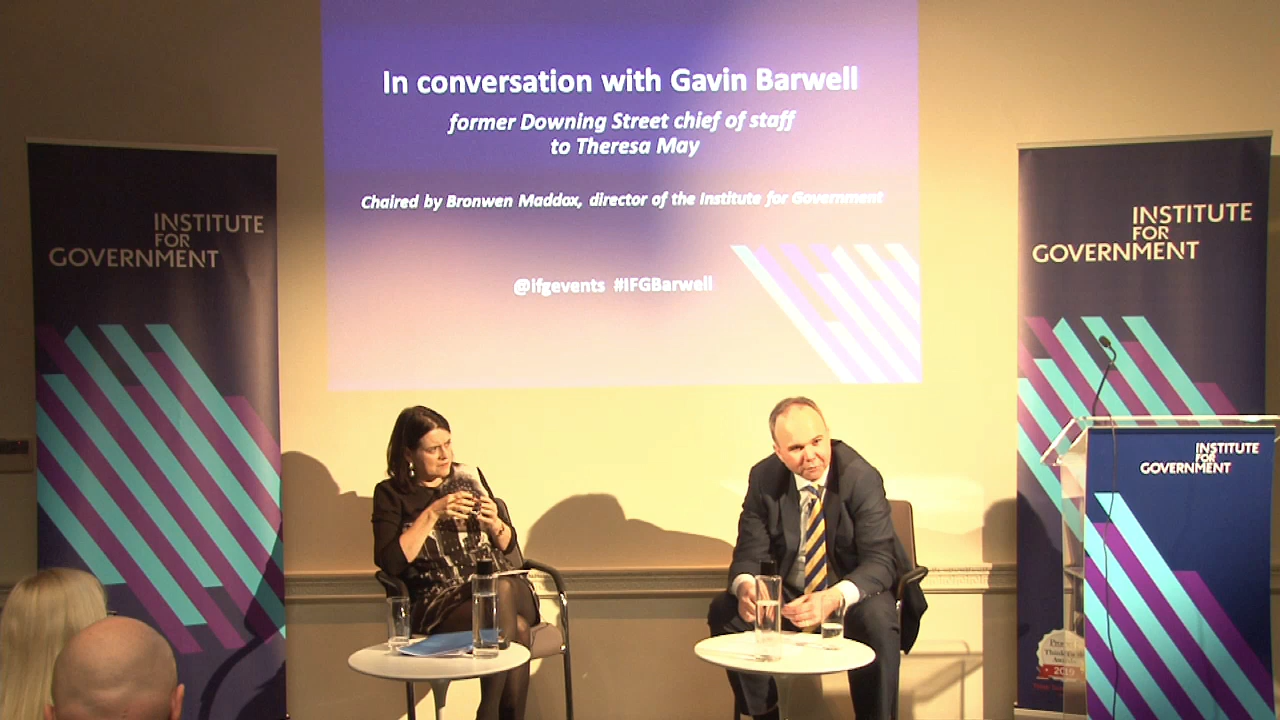 In conversation with Gavin Barwell
former Downing Street chief of staff
to Theresa May
Chaired by Bronwen Maddox, director of the Institute for Government
@ifgevents #IFGBarwell
INSTITUTE
FOR
GOVERNMENT
INSTITUTE
FOR
GOVERNMENT
INSTITUTE
FOR
GOVERNMENT
2019